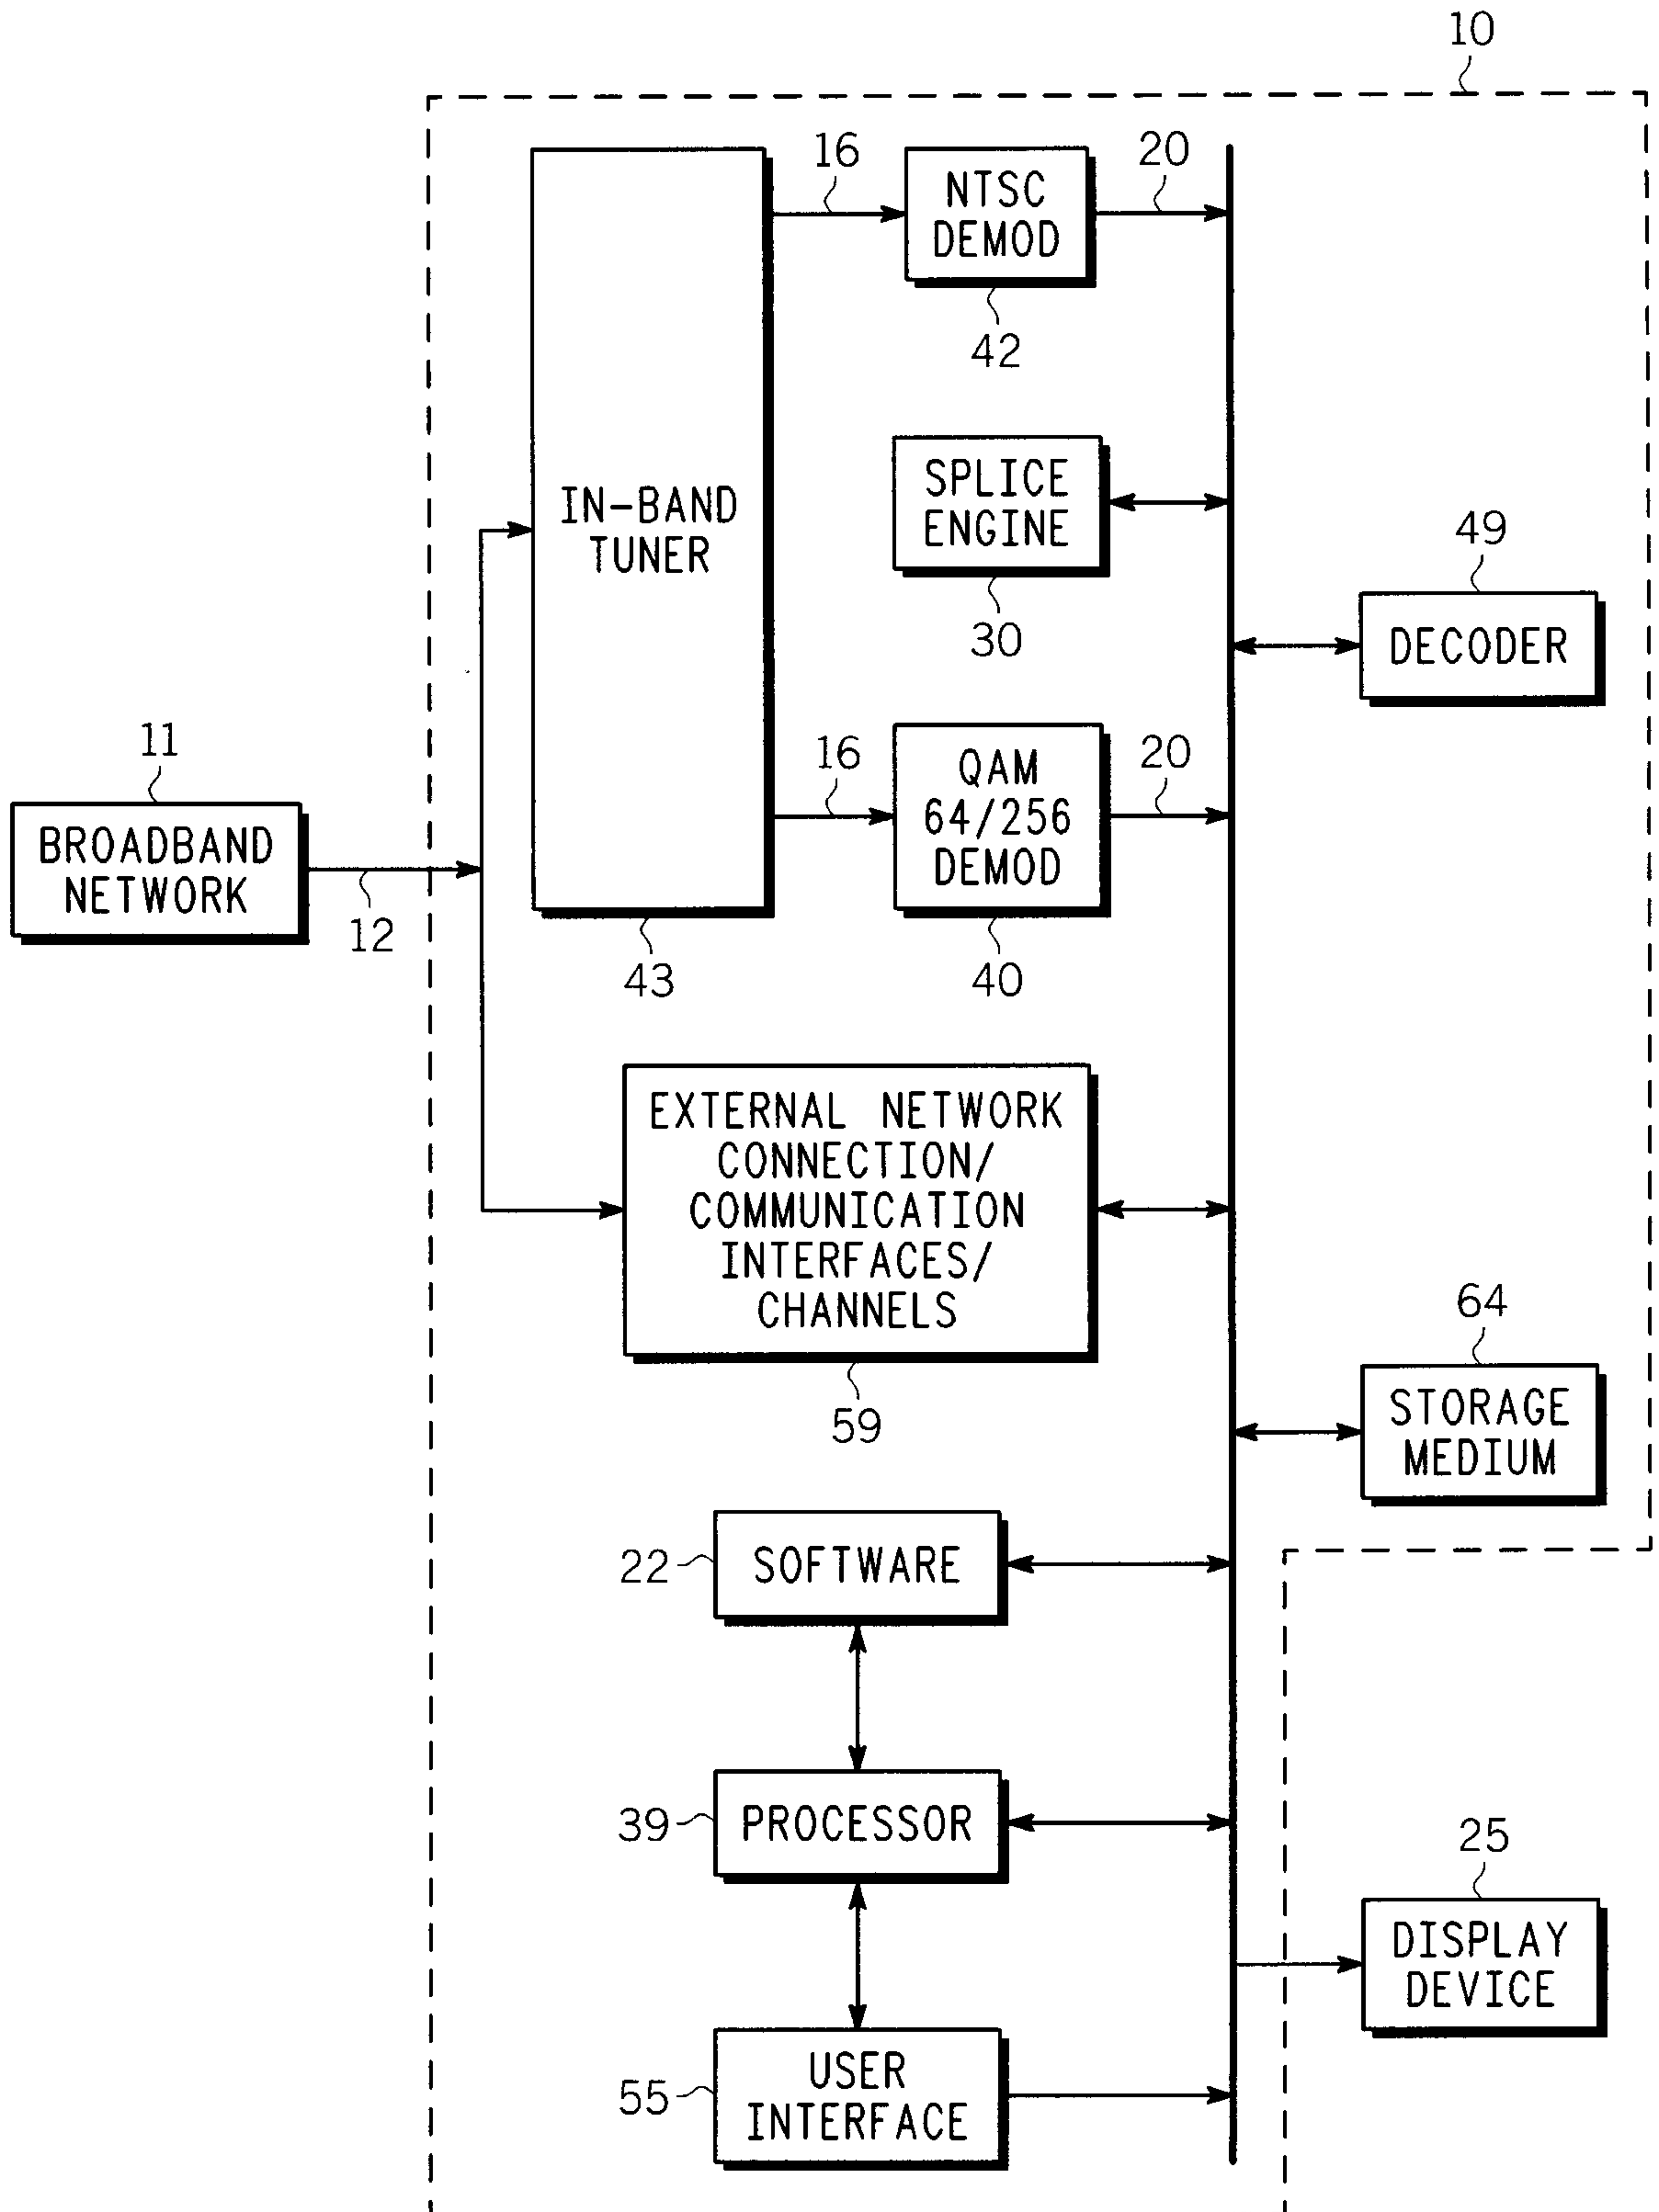 10
16
NTSC
DEMOD
20
42
IN-BAND
TUNER
SPLICE
ENGINE
30
49
DECODER
11
BROADBAND
NETWORK
12
16
QAM
64/256
DEMOD
20
43
40
EXTERNAL NETWORK
CONNECTION/
COMMUNICATION
INTERFACES/
CHANNELS
59
64
STORAGE
MEDIUM
22
SOFTWARE
39
PROCESSOR
25
DISPLAY
DEVICE
55
USER
INTERFACE